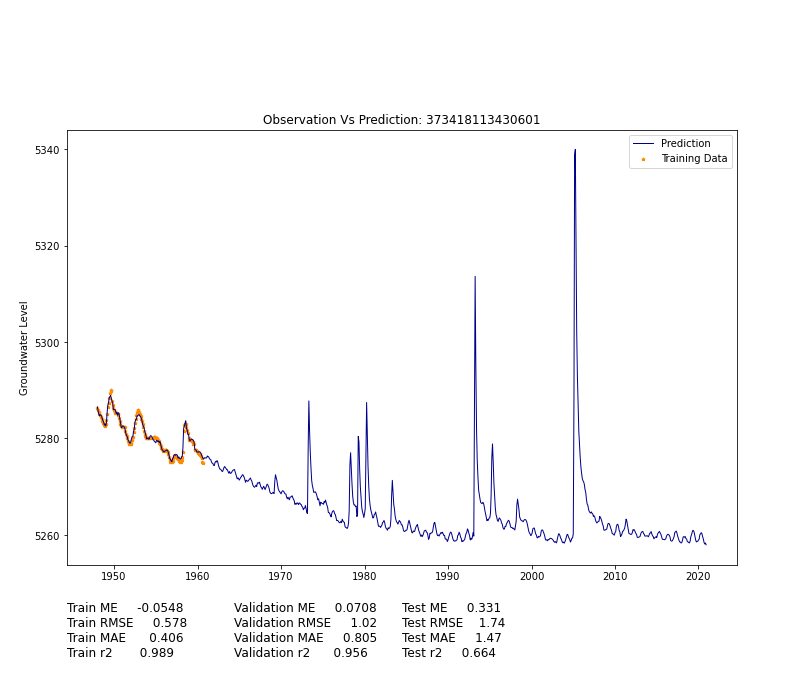 Observation Vs Prediction: 373418113430601
Prediction
Training Data
5340
5320
5300
5280
5260
Groundwater Level
1950 1960 1970 1980 1990 2000 2010 2020
Train ME -0.0548 Validation ME 0.0708 Test ME 0.331
Train RMSE 0.578 Validation RMSE 1.02 Test RMSE 1.74
Train MAE 0.406 Validation MAE 0.805 Test MAE 1.47
Train r2 0.989 Validation r2 0.956 Test r2 0.664